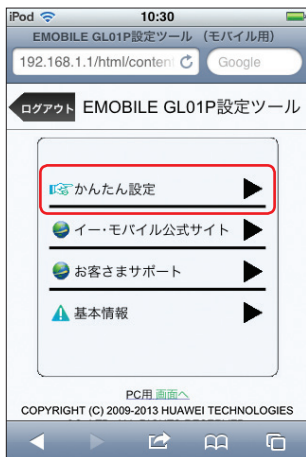 iPod 10:30
EMOBILE GL01P設定ツール （モバイル用）
192.168.1.1/html/conten Google
ログアウト EMOBILE GL01P設定ツール
かんたん設定
イー・モバイル公式サイト
お客さまサポート
基本情報
PC用 画面へ
COPYRIGHT (C) 2009-2013 HUAWEI TECHNOLOGIES